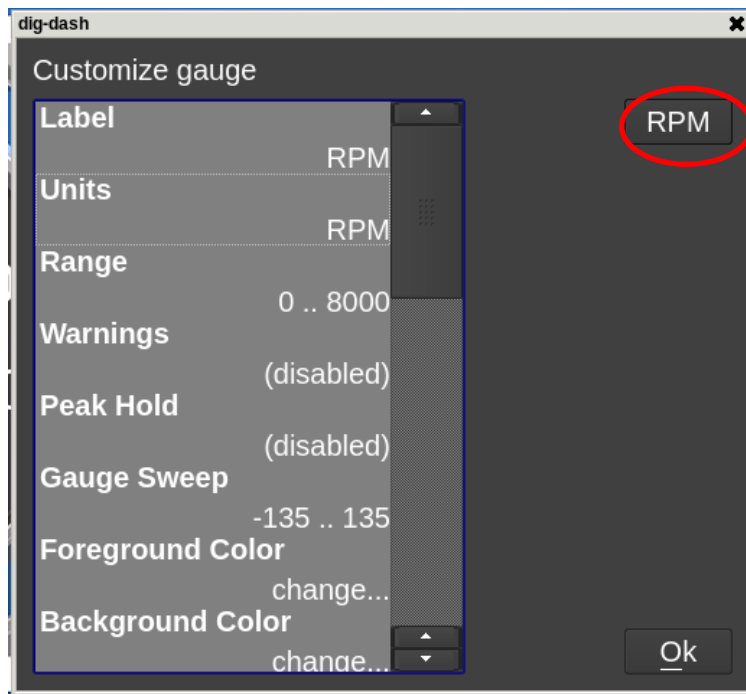 dig-dash
Customize gauge
Label
RPM
RPM
Units
RPM
Range
0 .. 8000
Warnings
(disabled)
Peak Hold
(disabled)
Gauge Sweep
-135 .. 135
Foreground Color
change...
Background Color
change...
Ok